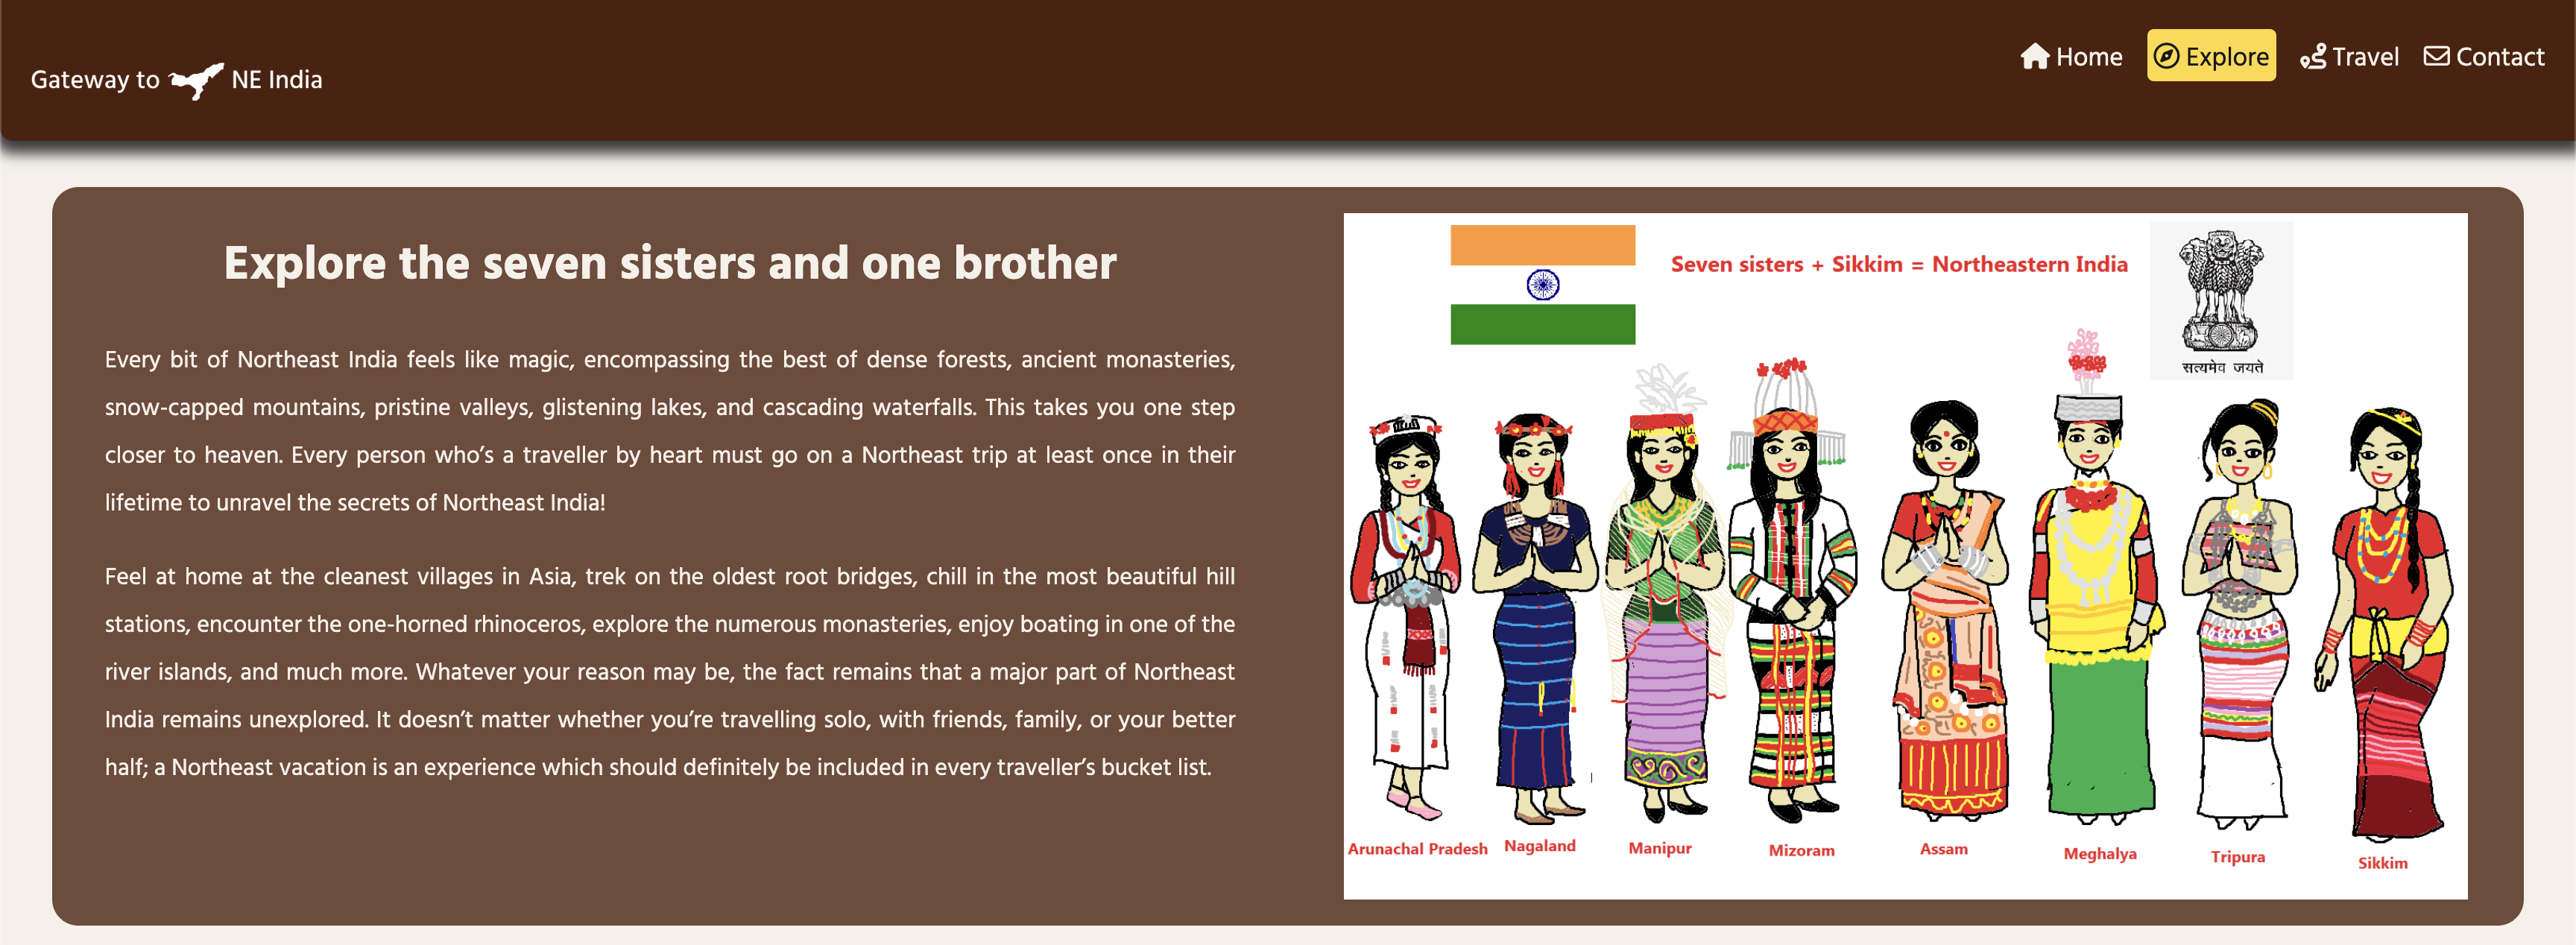 Gateway to NE India
Home Explore Travel Contact
Explore the seven sisters and one brother
Every bit of Northeast India feels like magic, encompassing the best of dense forests, ancient monasteries,
snow-capped mountains, pristine valleys, glistening lakes, and cascading waterfalls. This takes you one step
closer to heaven. Every person who’s a traveller by heart must go on a Northeast trip at least once in their
lifetime to unravel the secrets of Northeast India!
Feel at home at the cleanest villages in Asia, trek on the oldest root bridges, chill in the most beautiful hill
stations, encounter the one-horned rhinoceros, explore the numerous monasteries, enjoy boating in one of the
river islands, and much more. Whatever your reason may be, the fact remains that a major part of Northeast
India remains unexplored. It doesn’t matter whether you’re travelling solo, with friends, family, or your better
half; a Northeast vacation is an experience which should definitely be included in every traveller’s bucket list.
Seven sisters + Sikkim = Northeastern India
सत्यमेव जयते
Arunachal Pradesh Nagaland Manipur Mizoram Assam Meghalya Tripura Sikkim